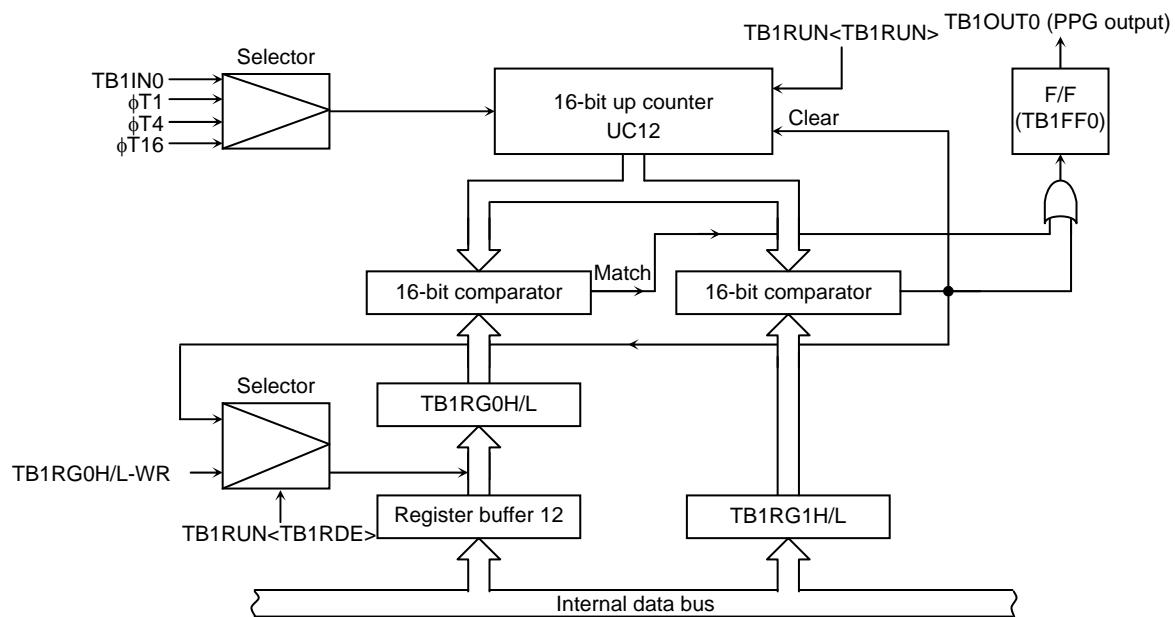 TB1OUT0 (PPG output)
TB1RUN<TB1RUN>
Selector
TB1IN0
φT1
φT4
φT16
16-bit up counter
UC12
Clear
F/F
(TB1FF0)
Match
16-bit comparator
16-bit comparator
Selector
TB1RG0H/L
TB1RG0H/L-WR
TB1RUN<TB1RDE>
Register buffer 12
TB1RG1H/L
Internal data bus